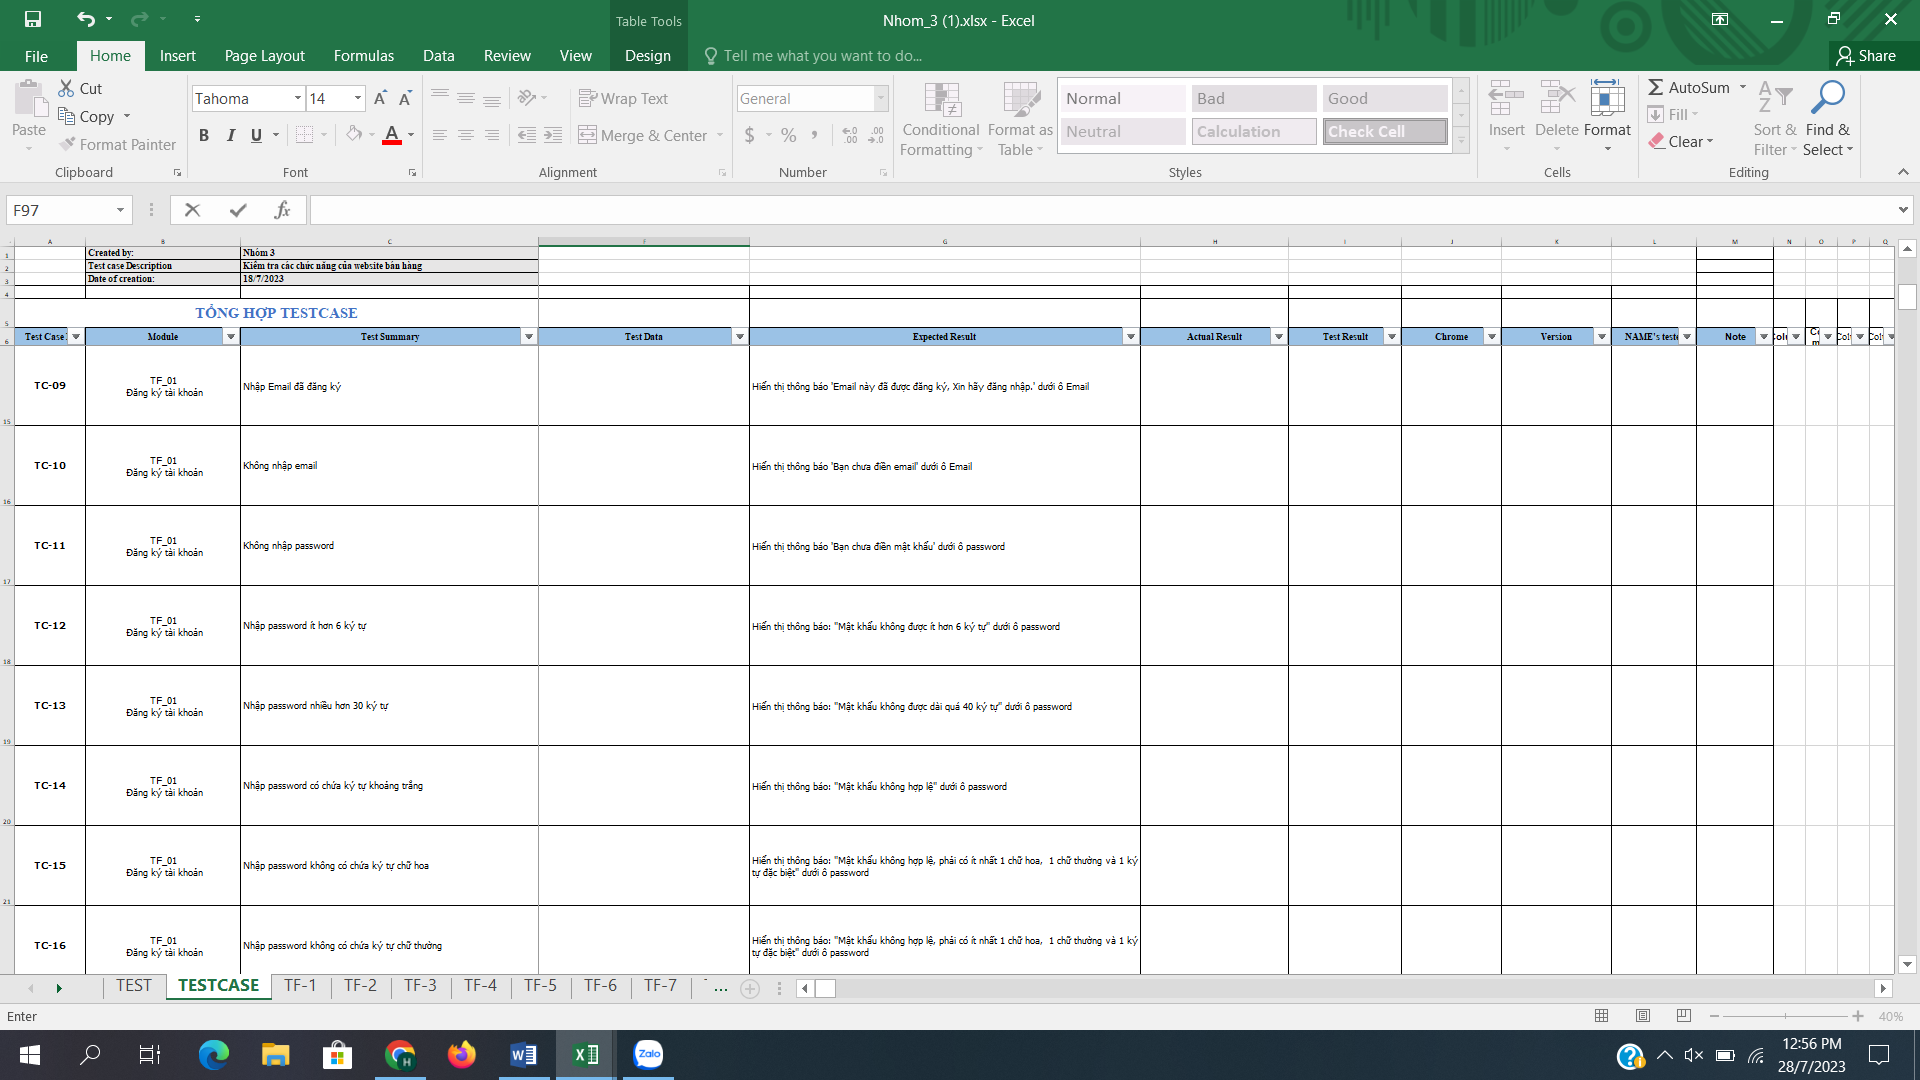 Table Tools
Nhom_3 (1).xlsx - Excel
File
Home
Insert
Page Layout
Formulas
Data
Review
View
Design
Tell me what you want to do...
Share
Paste
Cut
Copy
Format Painter
Clipboard
Tahoma
14
B I U
A
Font
Wrap Text
Merge & Center
Alignment
General
$ %
Number
Conditional
Formatting
Format as
Table
Normal
Bad
Good
Neutral
Calculation
Check Cell
Styles
Insert
Delete
Format
Cells
AutoSum
Fill
Clear
Sort &
Filter
Find &
Select
Editing
F97
fx
A B C F G H I J K L M N O P Q
1 Created by: Nhóm 3
2 Test case Description Kiểm tra các chức năng của website bán hàng
3 Date of creation: 18/7/2023
4
5 TỔNG HỢP TESTCASE
6 Test Case Module Test Summary Test Data Expected Result Actual Result Test Result Chrome Version NAME's teste Note
15 TC-09 TF_01
Đăng ký tài khoản
Nhập Email đã đăng ký
Hiển thị thông báo 'Email này đã được đăng ký, Xin hãy đăng nhập.' dưới ô Email
16 TC-10 TF_01
Đăng ký tài khoản
Không nhập email
Hiển thị thông báo 'Bạn chưa điền email' dưới ô Email
17 TC-11 TF_01
Đăng ký tài khoản
Không nhập password
Hiển thị thông báo 'Bạn chưa điền mật khẩu' dưới ô password
18 TC-12 TF_01
Đăng ký tài khoản
Nhập password ít hơn 6 ký tự
Hiển thị thông báo: "Mật khẩu không được ít hơn 6 ký tự" dưới ô password
19 TC-13 TF_01
Đăng ký tài khoản
Nhập password nhiều hơn 30 ký tự
Hiển thị thông báo: "Mật khẩu không được dài quá 40 ký tự" dưới ô password
20 TC-14 TF_01
Đăng ký tài khoản
Nhập password có chứa ký tự khoảng trắng
Hiển thị thông báo: "Mật khẩu không hợp lệ" dưới ô password
21 TC-15 TF_01
Đăng ký tài khoản
Nhập password không có chứa ký tự chữ hoa
Hiển thị thông báo: "Mật khẩu không hợp lệ, phải có ít nhất 1 chữ hoa, 1 chữ thường và 1 ký
tự đặc biệt" dưới ô password
TC-16 TF_01
Đăng ký tài khoản
Nhập password không có chứa ký tự chữ thường
Hiển thị thông báo: "Mật khẩu không hợp lệ, phải có ít nhất 1 chữ hoa, 1 chữ thường và 1 ký
tự đặc biệt" dưới ô password
TEST TESTCASE TF-1 TF-2 TF-3 TF-4 TF-5 TF-6 TF-7 ...
Enter
40%
Zalo
12:56 PM
28/7/2023